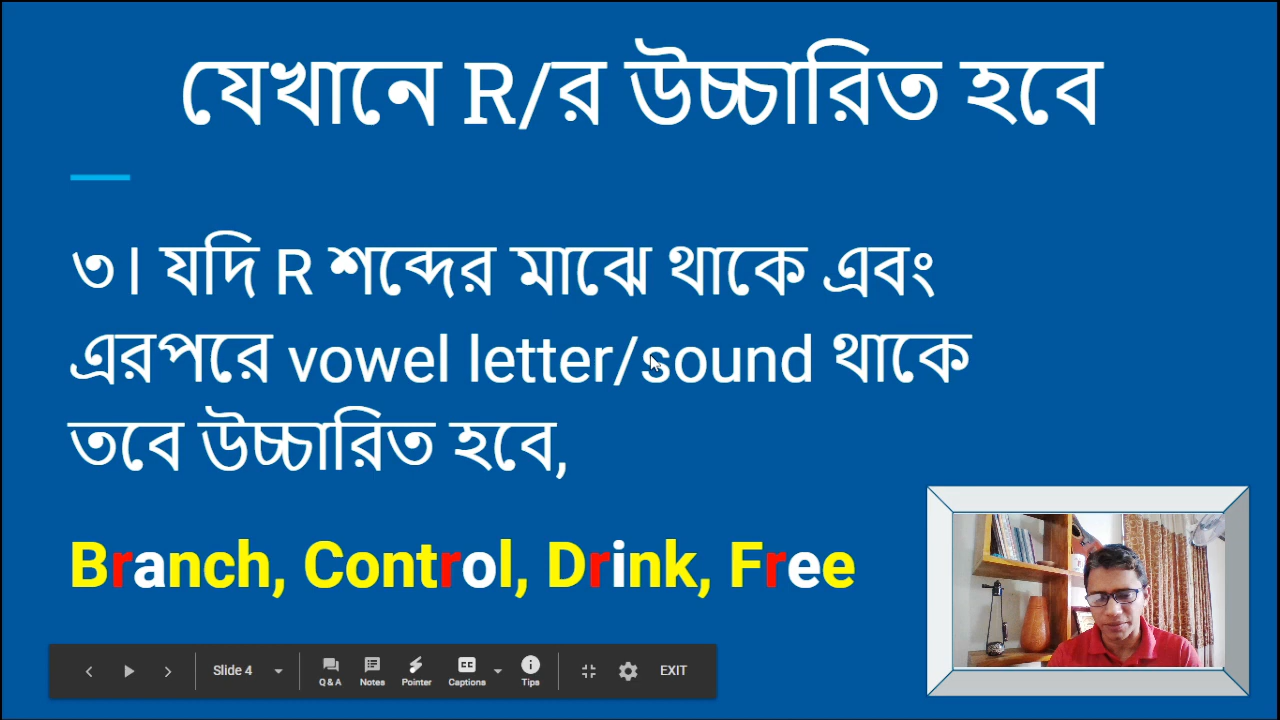 যেখানে R/র উচ্চারিত হবে
৩। যদি R শব্দের মাঝে থাকে এবং
এরপরে vowel letter/sound থাকে
তবে উচ্চারিত হবে,
Branch, Control, Drink, Free
Slide 4
Q & A
Notes
Pointer
CC
Captions
Tips
EXIT